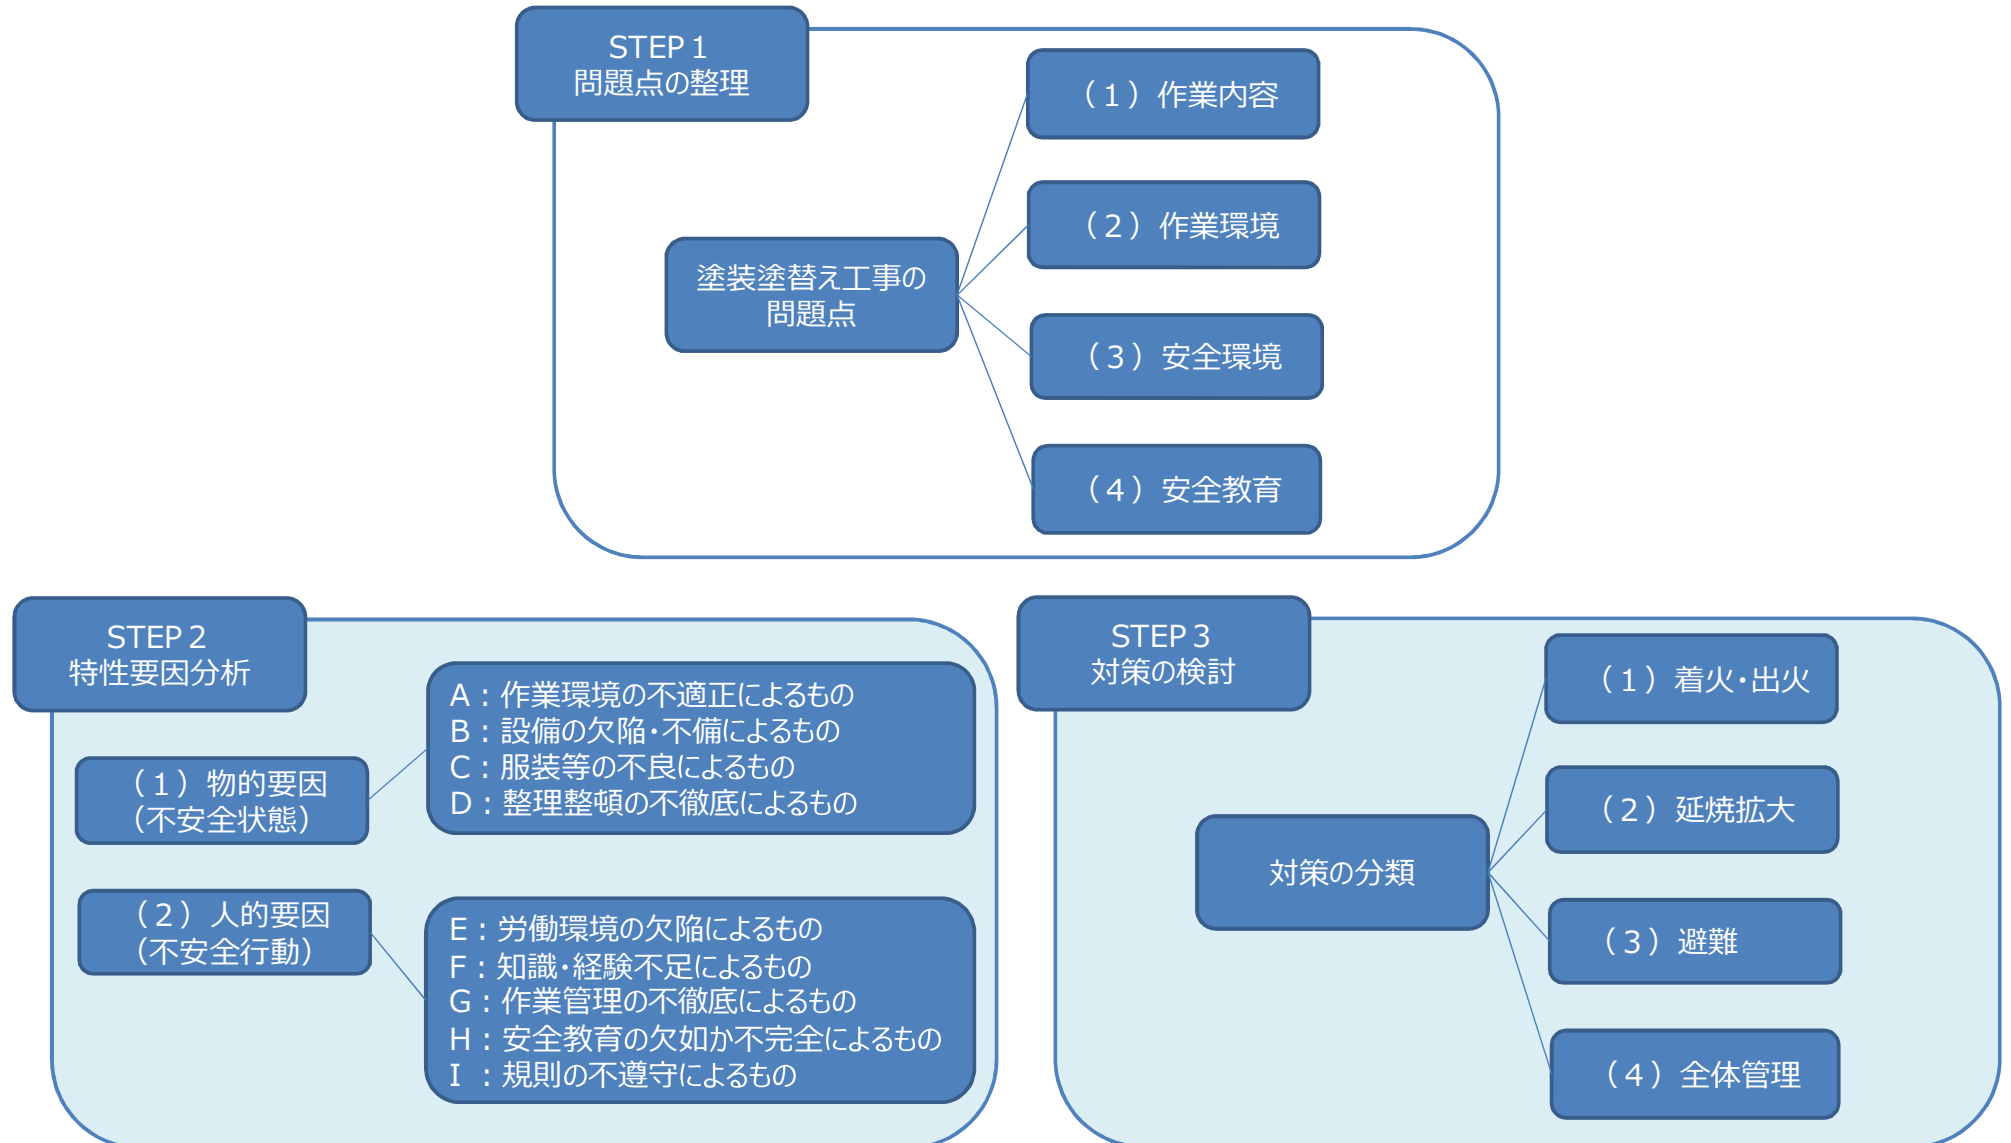 STEP１
問題点の整理
（１）作業内容
（２）作業環境
塗装塗替え工事の
問題点
（３）安全環境
（４）安全教育
STEP２
特性要因分析
A：作業環境の不適正によるもの
B：設備の欠陥・不備によるもの
C：服装等の不良によるもの
D：整理整頓の不徹底によるもの
（１）物的要因
（不安全状態）
（２）人的要因
（不安全行動）
E：労働環境の欠陥によるもの
F：知識・経験不足によるもの
G：作業管理の不徹底によるもの
H：安全教育の欠如か不完全によるもの
I ：規則の不遵守によるもの
STEP３
対策の検討
（１）着火・出火
（２）延焼拡大
対策の分類
（３）避難
（４）全体管理